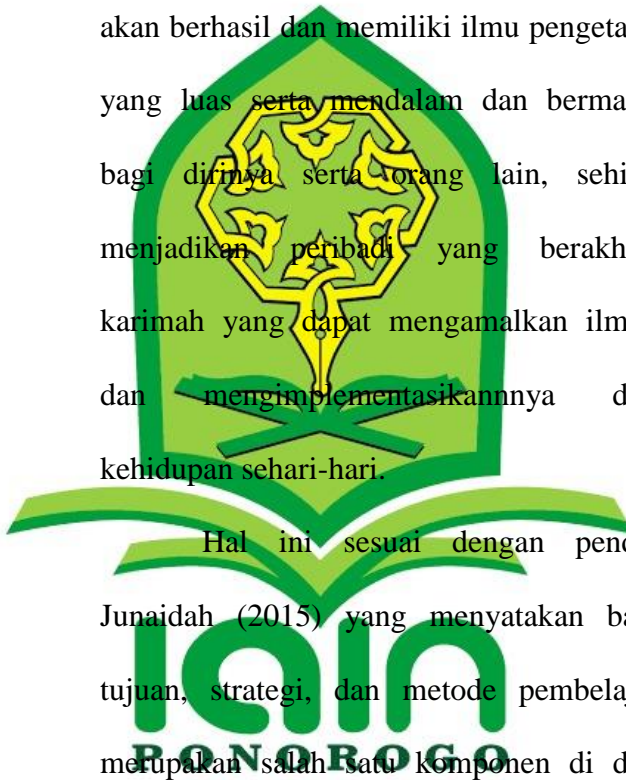 akan berhasil dan memiliki ilmu pengeta
yang luas serta mendalam dan berma
bagi dirinya serta orang lain, sehi
menjadikan peribadi yang berakh
karimah yang dapat mengamalkan ilm
dan mengimplementasikannnya d
kehidupan sehari-hari.
Hal ini sesuai dengan pend
Junaidah (2015) yang menyatakan ba
tujuan, strategi, dan metode pembelaj
merupakan salah satu komponen di d
iain
PONOROGO